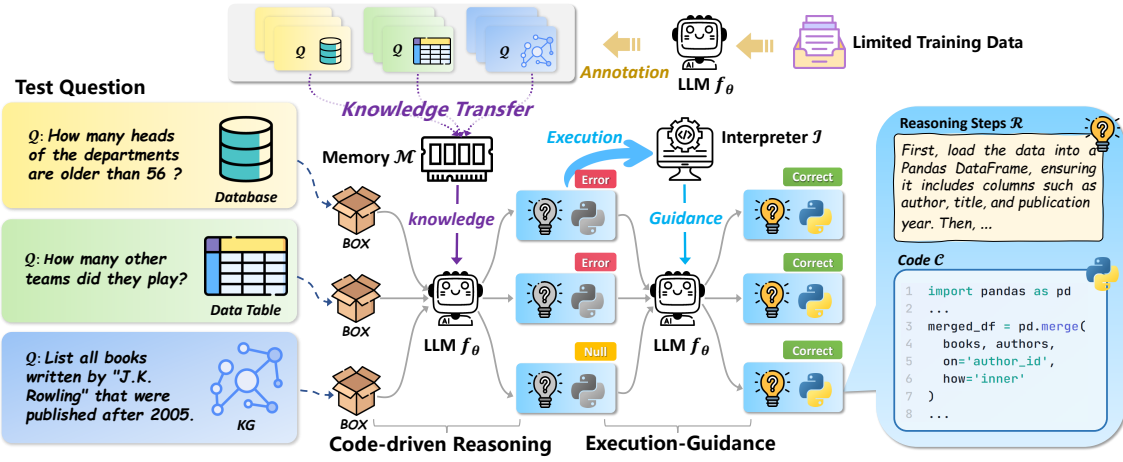 Q
Q
Q
Annotation
AI
LLM fθ
Limited Training Data
Test Question
Knowledge Transfer
Q: How many heads
of the departments
are older than 56 ?
Database
Memory M
Execution
Interpreter I
knowledge
Guidance
BOX
Error
Correct
Q: How many other
teams did they play?
Data Table
BOX
Error
Correct
AI
LLM fθ
AI
LLM fθ
Q: List all books
written by "J.K.
Rowling" that were
published after 2005.
KG
BOX
Null
Correct
Code-driven Reasoning
Execution-Guidance
Reasoning Steps R
First, load the data into a
Pandas DataFrame, ensuring
it includes columns such as
author, title, and publication
year. Then, ...
Code C
1 import pandas as pd
2 ...
3 merged_df = pd.merge(
4 books, authors,
5 on='author_id',
6 how='inner'
7 )
8 ...